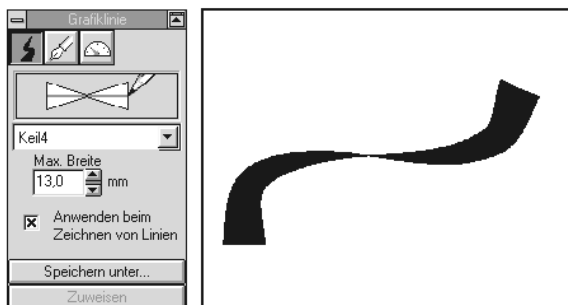 Grafiklinie
Keil4
Max. Breite
13,0 mm
Anwenden beim
Zeichnen von Linien
Speichern unter...
Zuweisen